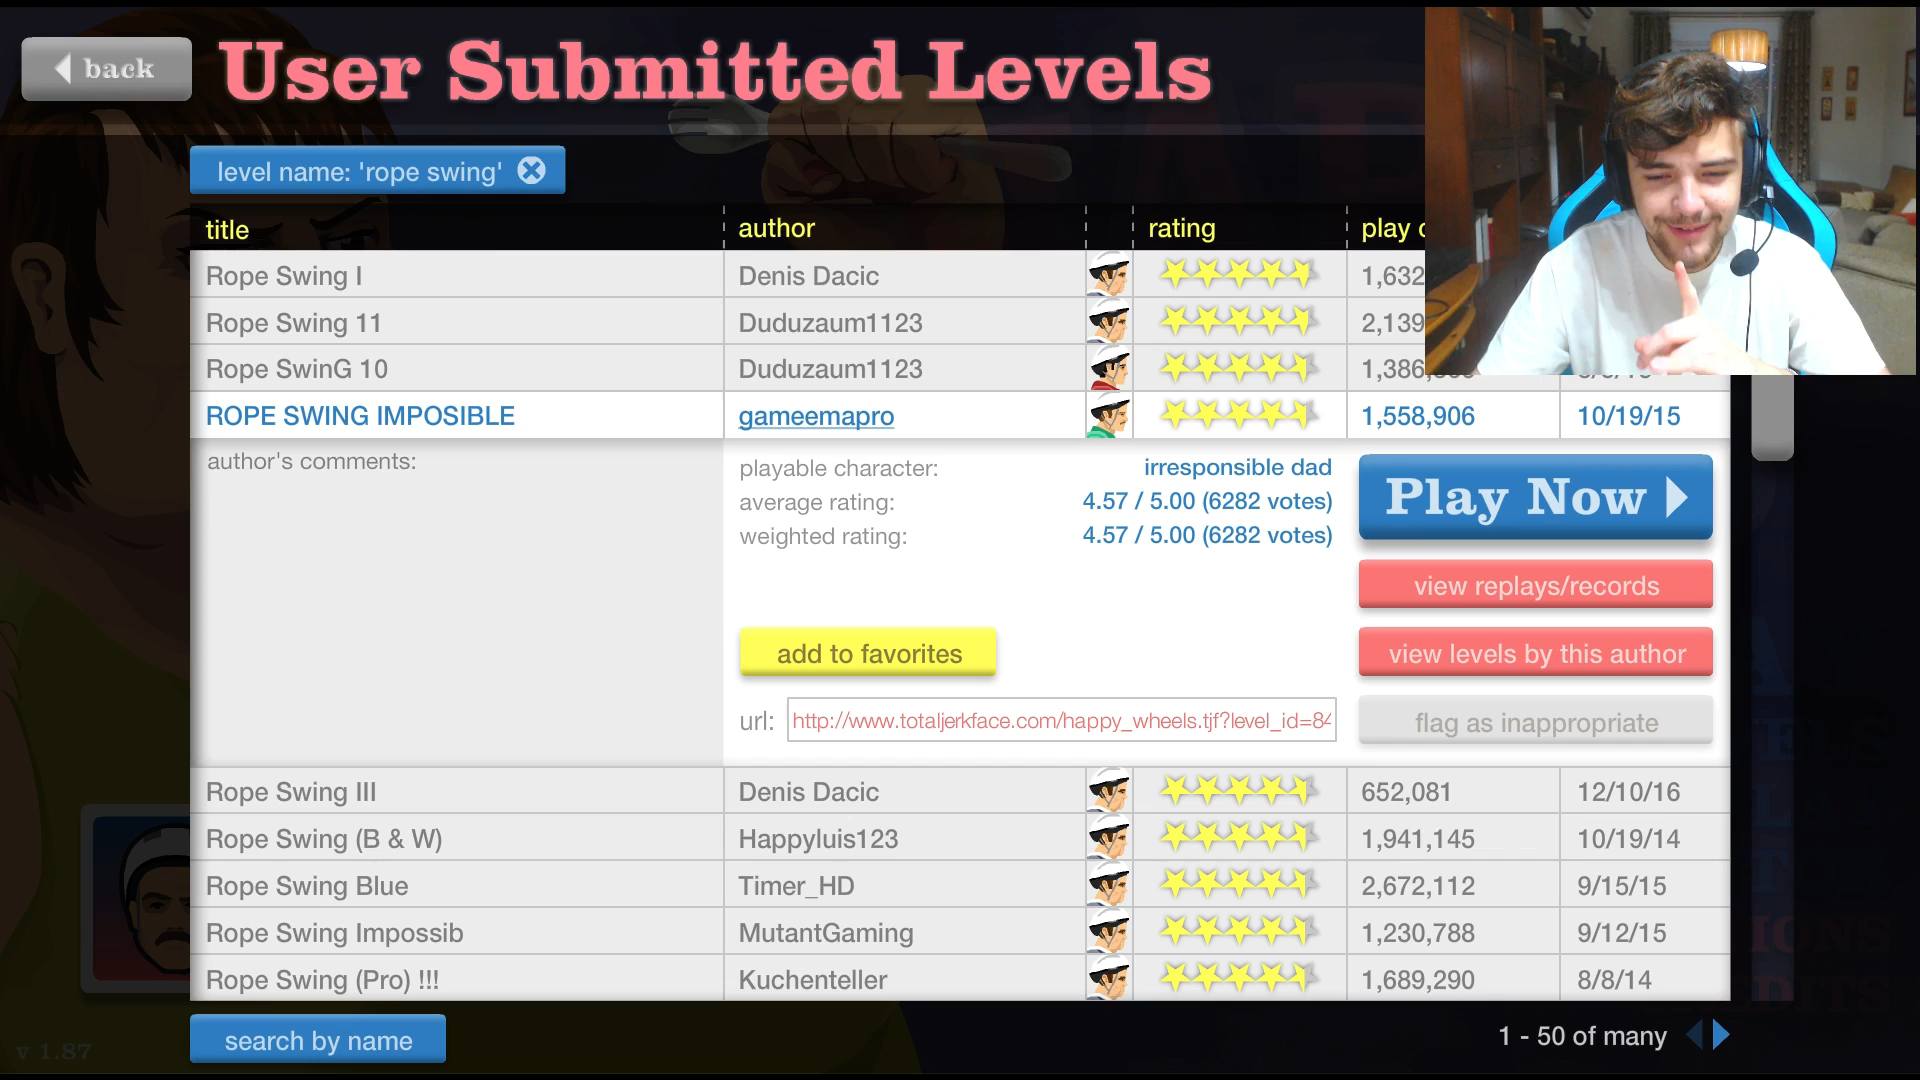 back
User Submitted Levels
level name: 'rope swing'
title author rating play c
Rope Swing I Denis Dacic 1,632
Rope Swing 11 Duduzaum1123 2,139
Rope SwinG 10 Duduzaum1123 1,386
ROPE SWING IMPOSIBLE gameemapro 1,558,906 10/19/15
author's comments:
playable character: irresponsible dad
average rating: 4.57 / 5.00 (6282 votes)
weighted rating: 4.57 / 5.00 (6282 votes)
Play Now
view replays/records
add to favorites
view levels by this author
url: http://www.totaljerkface.com/happy_wheels.tjf?level_id=84
flag as inappropriate
Rope Swing III Denis Dacic 652,081 12/10/16
Rope Swing (B & W) Happyluis123 1,941,145 10/19/14
Rope Swing Blue Timer_HD 2,672,112 9/15/15
Rope Swing Impossib MutantGaming 1,230,788 9/12/15
Rope Swing (Pro) !!! Kuchenteller 1,689,290 8/8/14
search by name
1 - 50 of many
v 1.87